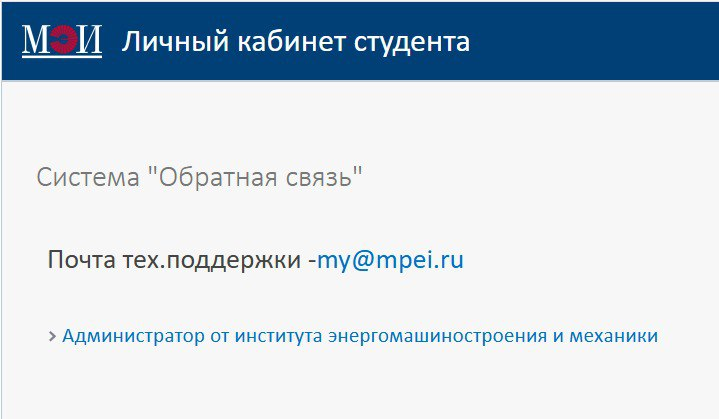 МЭИ Личный кабинет студента
Система "Обратная связь"
Почта тех.поддержки -my@mpei.ru
> Администратор от института энергомашиностроения и механики